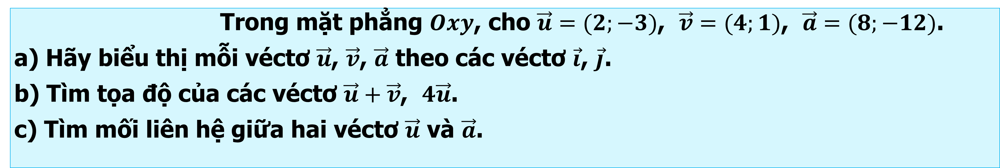 Trong mặt phẳng Oxy, cho $\vec{u} = (2; -3)$, $\vec{v} = (4; 1)$, $\vec{a} = (8; -12)$.
a) Hãy biểu thị mỗi véctơ $\vec{u}$, $\vec{v}$, $\vec{a}$ theo các véctơ $\vec{\imath}$, $\vec{\jmath}$.
b) Tìm tọa độ của các véctơ $\vec{u} + \vec{v}$, $4\vec{u}$.
c) Tìm mối liên hệ giữa hai véctơ $\vec{u}$ và $\vec{a}$.